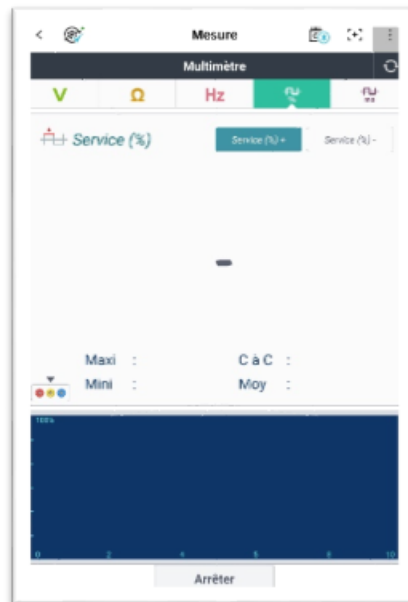 Mesure
Multimètre
V Ω Hz %
Service (%) Service (%) + Service (%) -
Maxi : C à C :
Mini : Moy :
100%
0 2 4 6 8 10
Arrêter